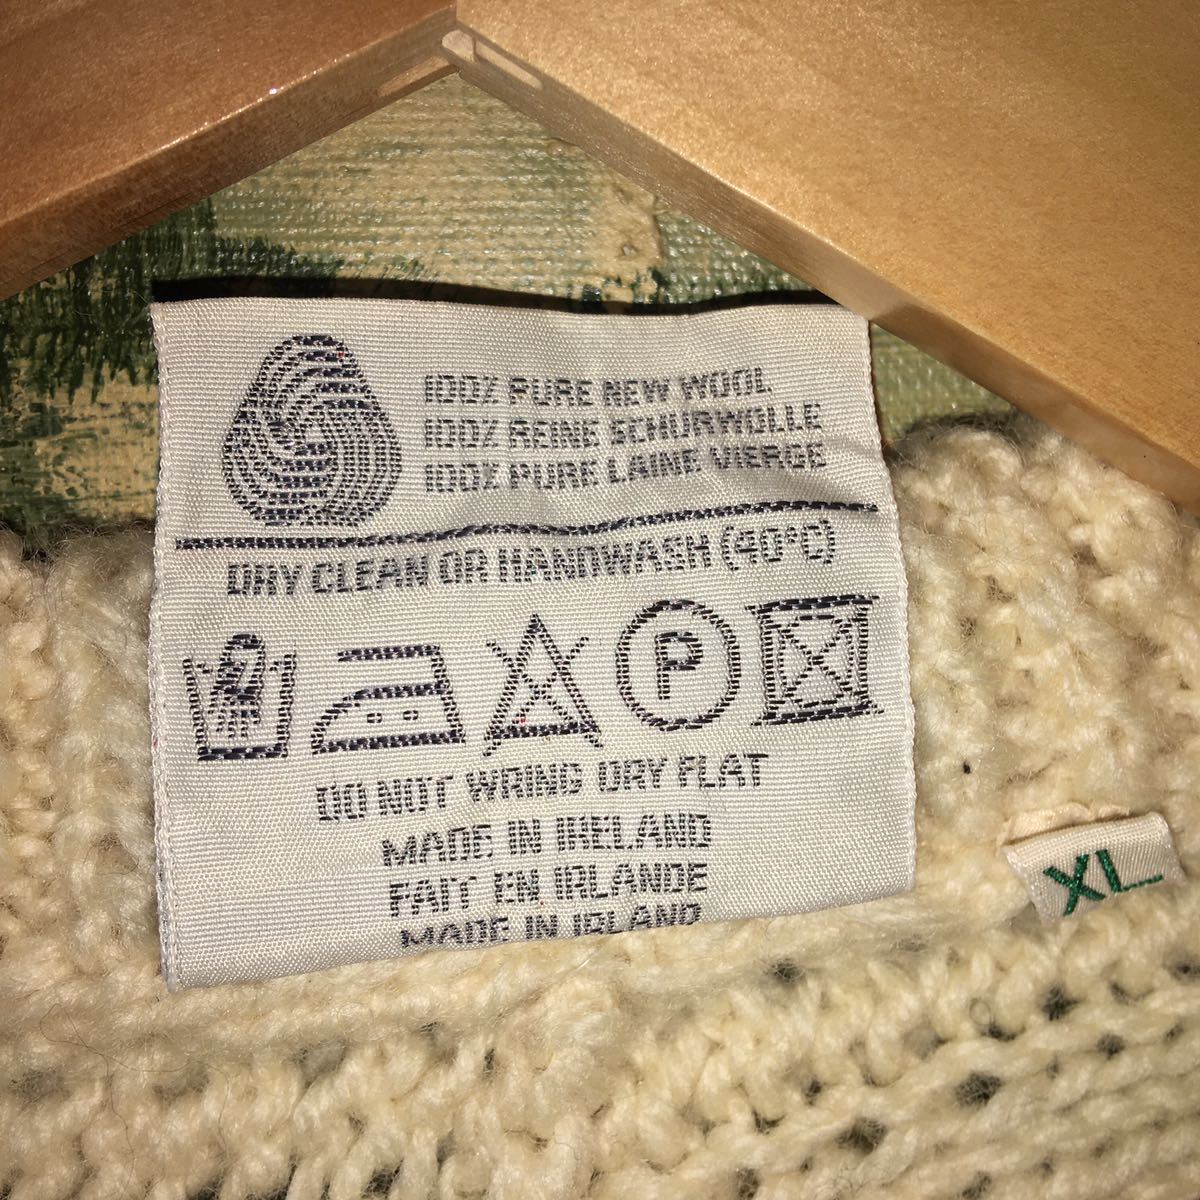 100% PURE NEW WOOL
100% REINE SCHURWOLLE
100% PURE LAINE VIERGE
DRY CLEAN OR HANDWASH (40°C)
P
DO NOT WRING DRY FLAT
MADE IN IRELAND
FAIT EN IRLANDE
MADE IN IRLAND
XL